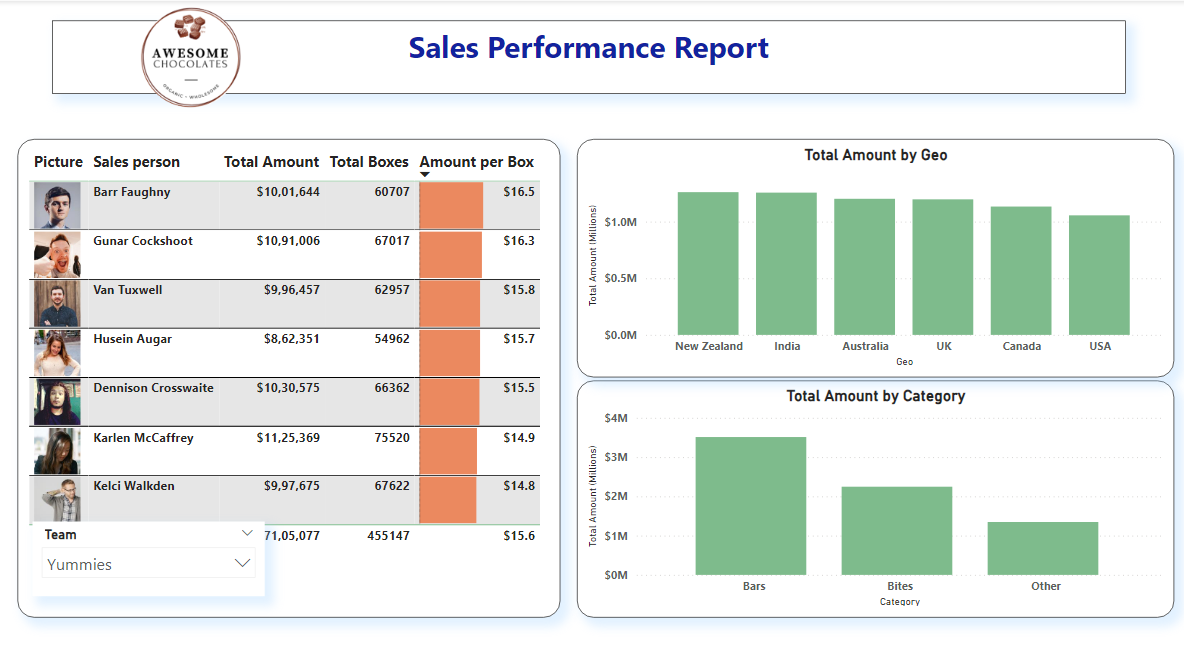 AWESOME
CHOCOLATES
ORGANIC • WHOLESOME
Sales Performance Report
Picture Sales person Total Amount Total Boxes Amount per Box
Barr Faughny $10,01,644 60707 $16.5
Gunar Cockshoot $10,91,006 67017 $16.3
Van Tuxwell $9,96,457 62957 $15.8
Husein Augar $8,62,351 54962 $15.7
Dennison Crosswaite $10,30,575 66362 $15.5
Karlen McCaffrey $11,25,369 75520 $14.9
Kelci Walkden $9,97,675 67622 $14.8
71,05,077 455147 $15.6
Team
Yummies
Total Amount by Geo
Total Amount (Millions)
$1.0M
$0.5M
$0.0M
New Zealand India Australia UK Canada USA
Geo
Total Amount by Category
Total Amount (Millions)
$4M
$3M
$2M
$1M
$0M
Bars Bites Other
Category